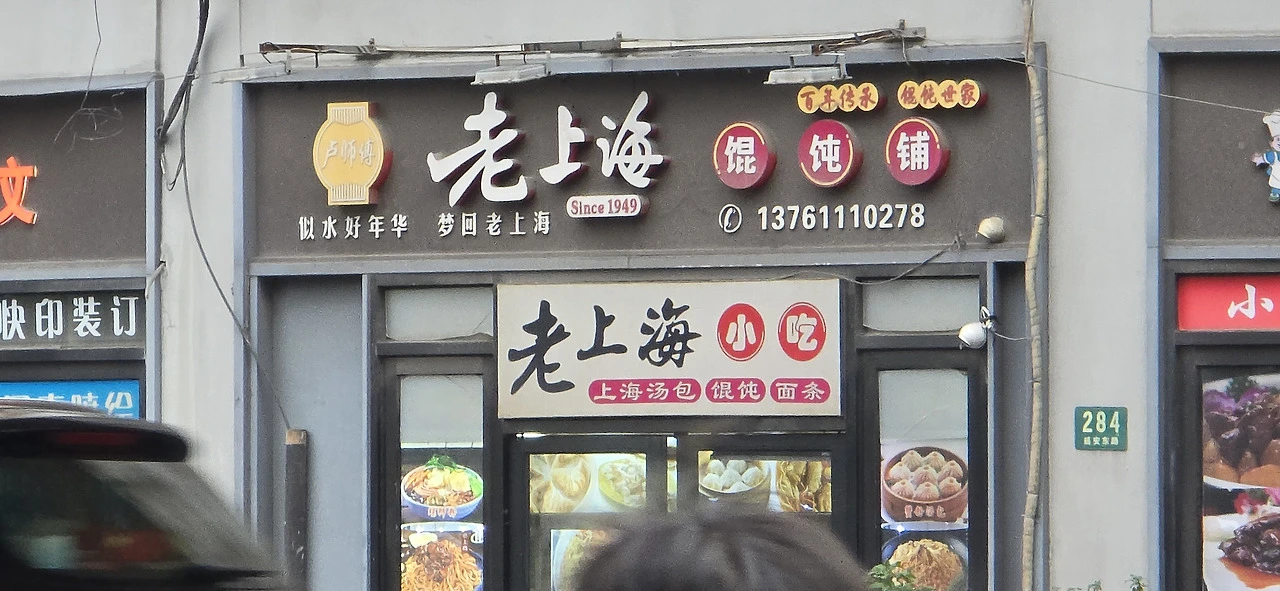 百年传承 馄饨世家
卢师傅
老上海 馄饨铺
Since 1949
似水好年华 梦回老上海
13761110278
文
快印装订
老上海 小吃
上海汤包 馄饨 面条
小
284